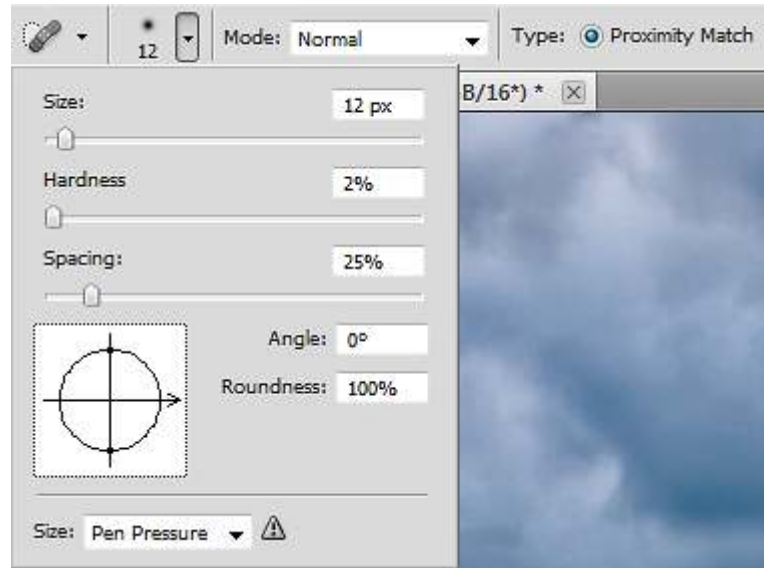 Mode: Normal Type: Proximity Match
12
B/16*) *
Size: 12 px
Hardness 2%
Spacing: 25%
Angle: 0º
Roundness: 100%
Size: Pen Pressure